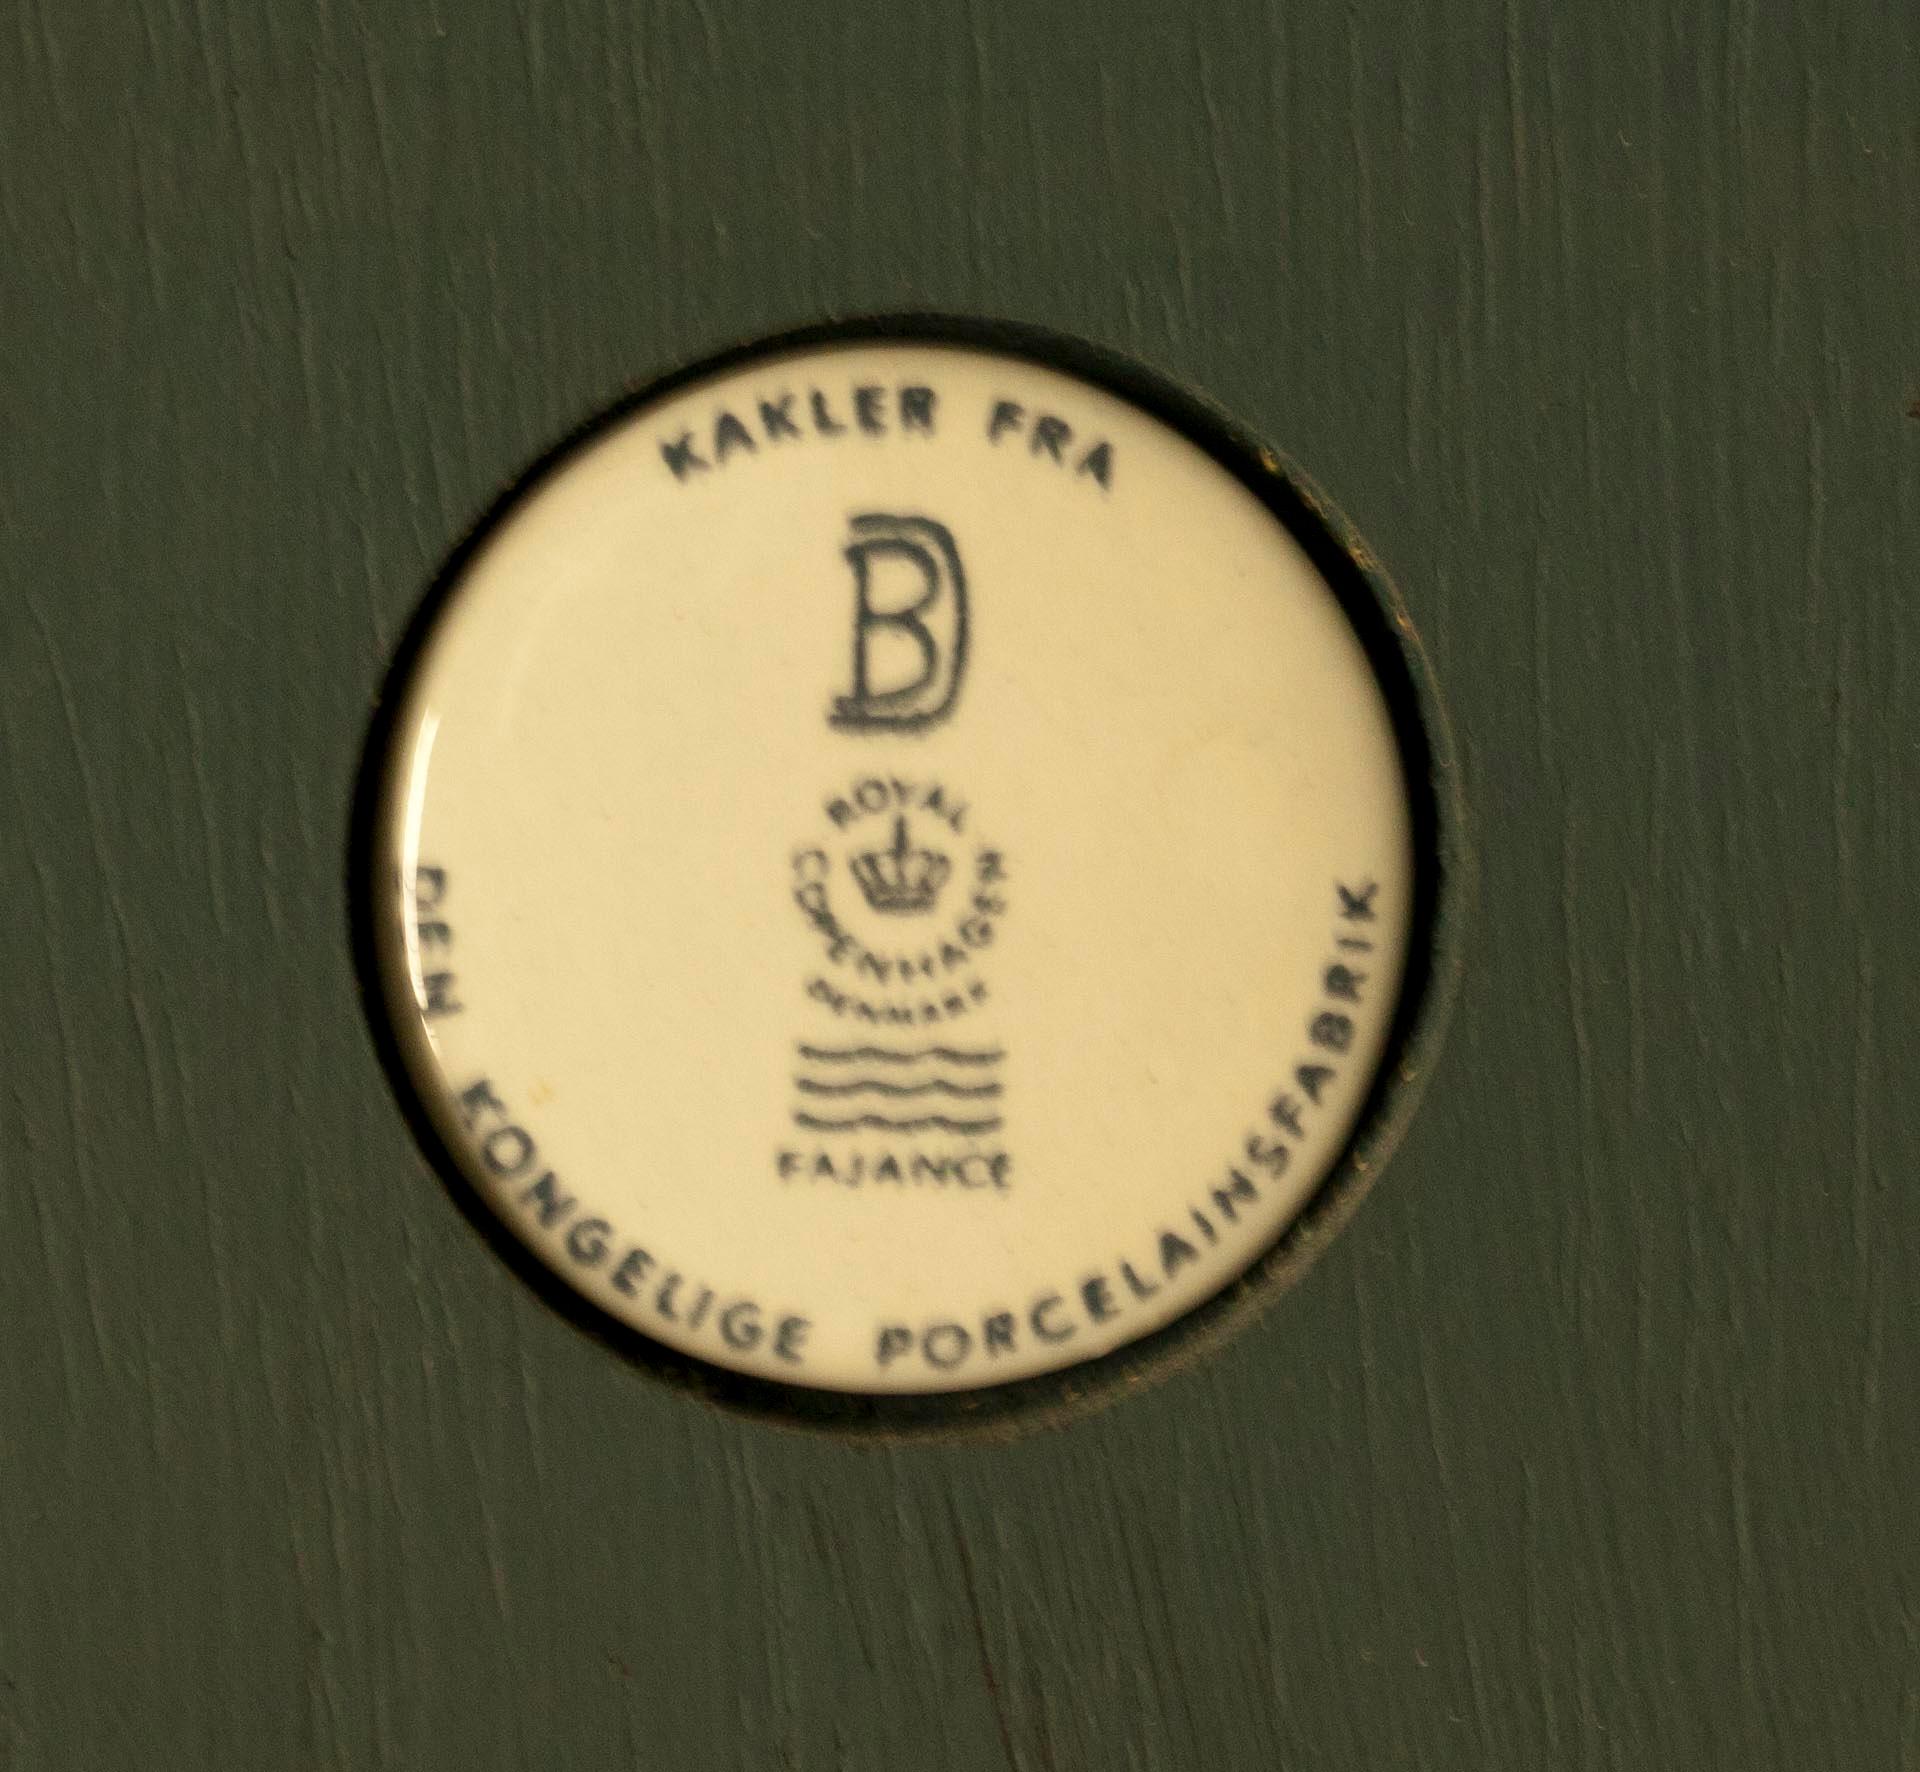 KAKLER FRA
B
ROYAL
COPENHAGEN
DENMARK
FAJANCE
DEN KONGELIGE PORCELAINSFABRIK